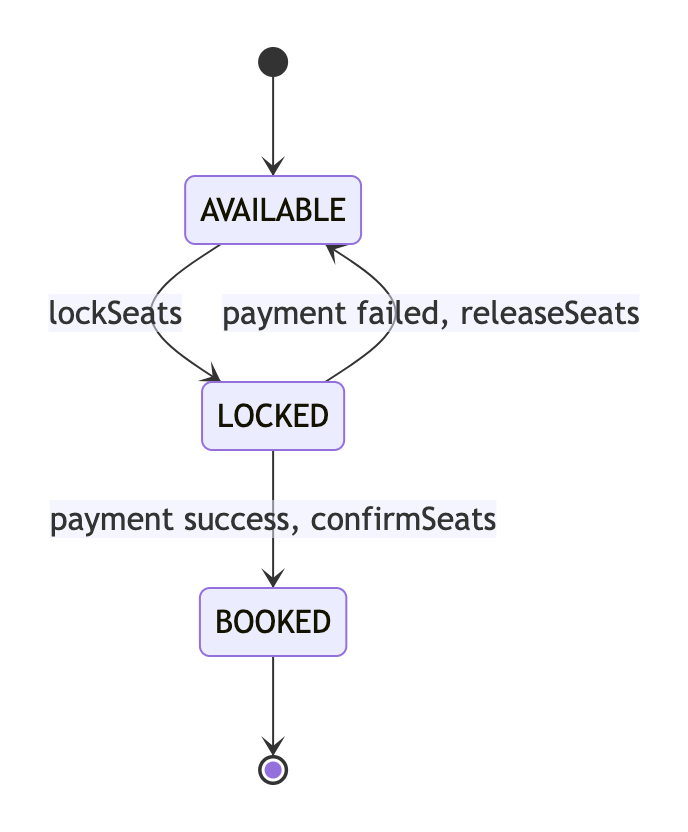 AVAILABLE
lockSeats
payment failed, releaseSeats
LOCKED
payment success, confirmSeats
BOOKED